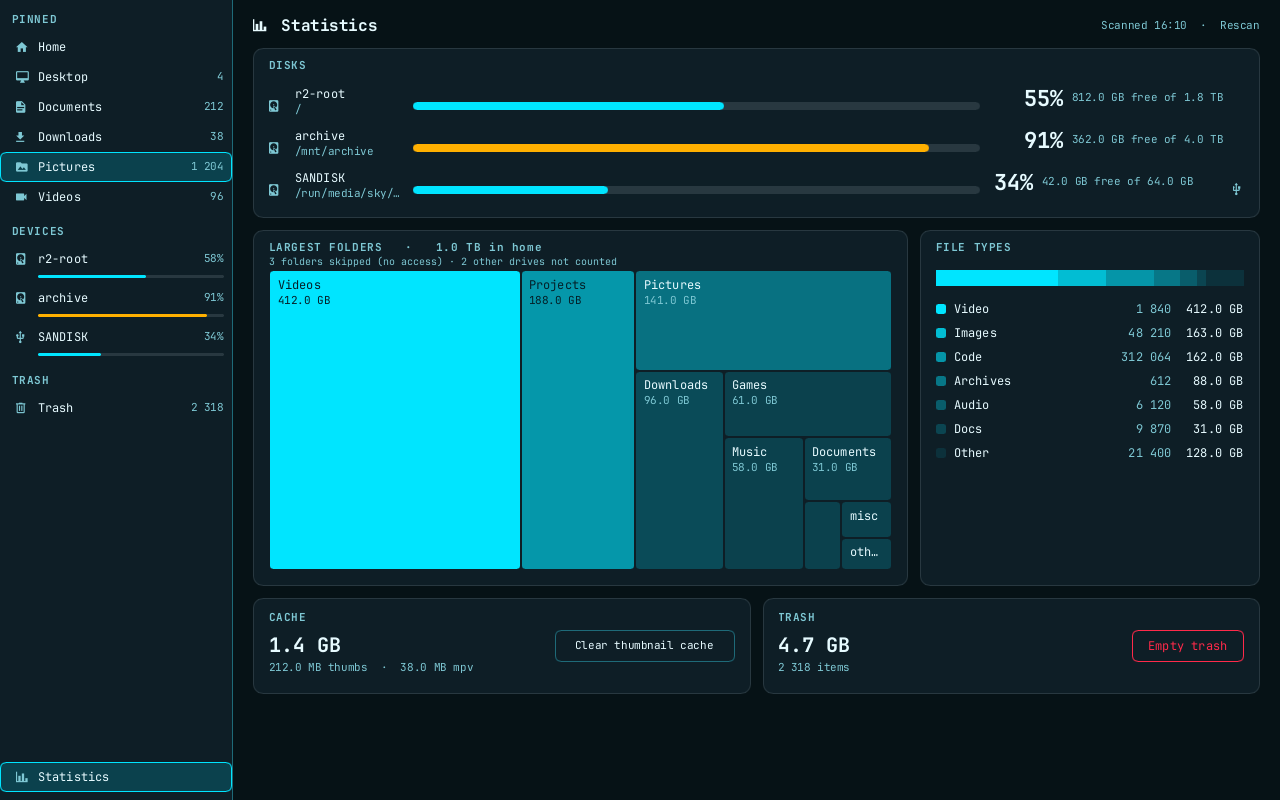 PINNED
Home
Desktop 4
Documents 212
Downloads 38
Pictures 1 204
Videos 96
DEVICES
r2-root 58%
archive 91%
SANDISK 34%
TRASH
Trash 2 318
Statistics
Statistics
Scanned 16:10 · Rescan
DISKS
r2-root
/
55% 812.0 GB free of 1.8 TB
archive
/mnt/archive
91% 362.0 GB free of 4.0 TB
SANDISK
/run/media/sky/…
34% 42.0 GB free of 64.0 GB
LARGEST FOLDERS · 1.0 TB in home
3 folders skipped (no access) · 2 other drives not counted
Videos
412.0 GB
Projects
188.0 GB
Pictures
141.0 GB
Downloads
96.0 GB
Games
61.0 GB
Music
58.0 GB
Documents
31.0 GB
misc
oth…
FILE TYPES
Video 1 840 412.0 GB
Images 48 210 163.0 GB
Code 312 064 162.0 GB
Archives 612 88.0 GB
Audio 6 120 58.0 GB
Docs 9 870 31.0 GB
Other 21 400 128.0 GB
CACHE
1.4 GB
212.0 MB thumbs · 38.0 MB mpv
Clear thumbnail cache
TRASH
4.7 GB
2 318 items
Empty trash